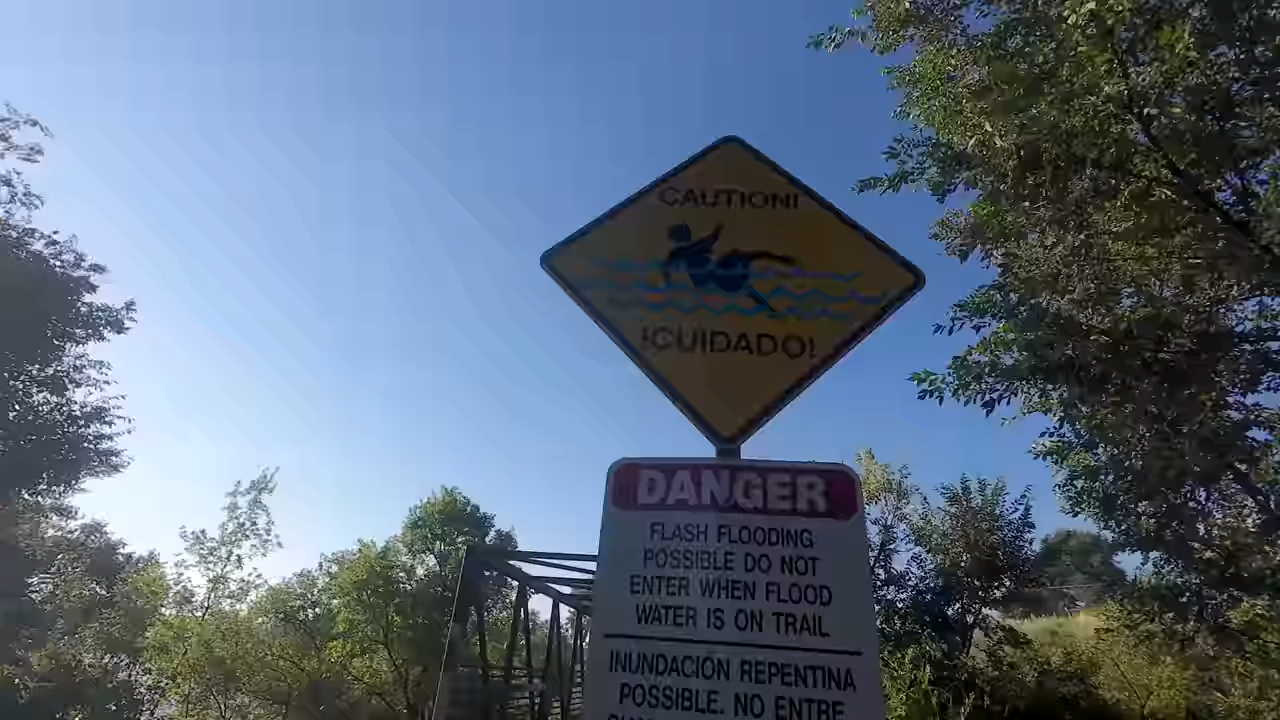 CAUTION!
¡CUIDADO!
DANGER
FLASH FLOODING
POSSIBLE DO NOT
ENTER WHEN FLOOD
WATER IS ON TRAIL
INUNDACION REPENTINA
POSSIBLE. NO ENTRE